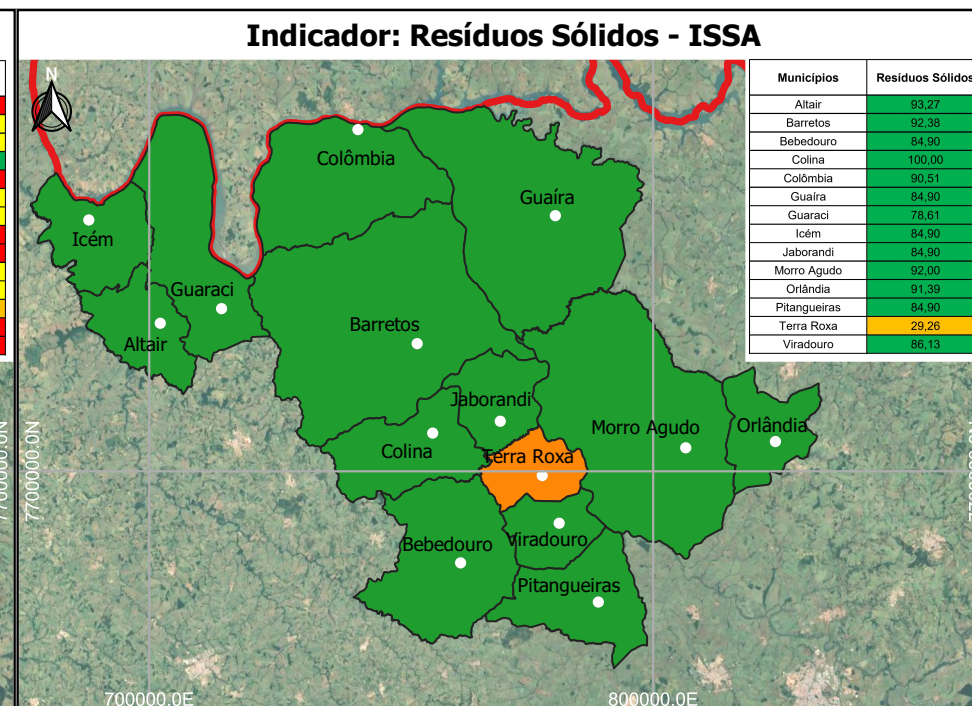 Indicador: Resíduos Sólidos - ISSA
N
Municípios Resíduos Sólidos
Altair 93,27
Barretos 92,38
Bebedouro 84,90
Colina 100,00
Colômbia 90,51
Guaíra 84,90
Guaraci 78,61
Icém 84,90
Jaborandi 84,90
Morro Agudo 92,00
Orlândia 91,39
Pitangueiras 84,90
Terra Roxa 29,26
Viradouro 86,13
Colômbia
Guaíra
Icém
Guaraci
Barretos
Altair
Jaborandi
Morro Agudo
Orlândia
Colina
Terra Roxa
Bebedouro
Viradouro
Pitangueiras
7700000.0N
7700000.0N
700000.0E
800000.0E